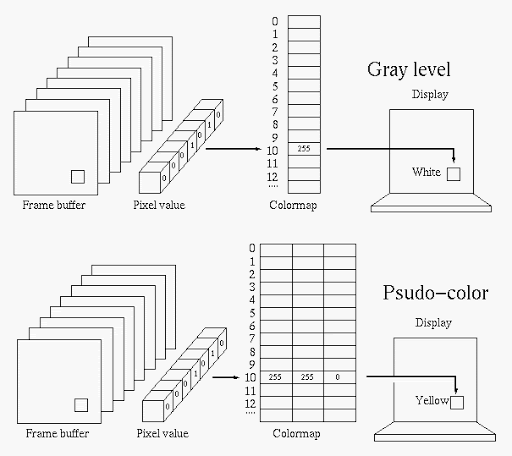 0
1
2
3
4
5
6
7
8
9
10 255
11
12
....
Gray level
Display
White
0 0 0 1 0 1 0
Frame buffer
Pixel value
Colormap
0
1
2
3
4
5
6
7
8
9
10 255 255 0
11
12
....
Psudo-color
Display
Yellow
0 0 0 1 0 1 0
Frame buffer
Pixel value
Colormap